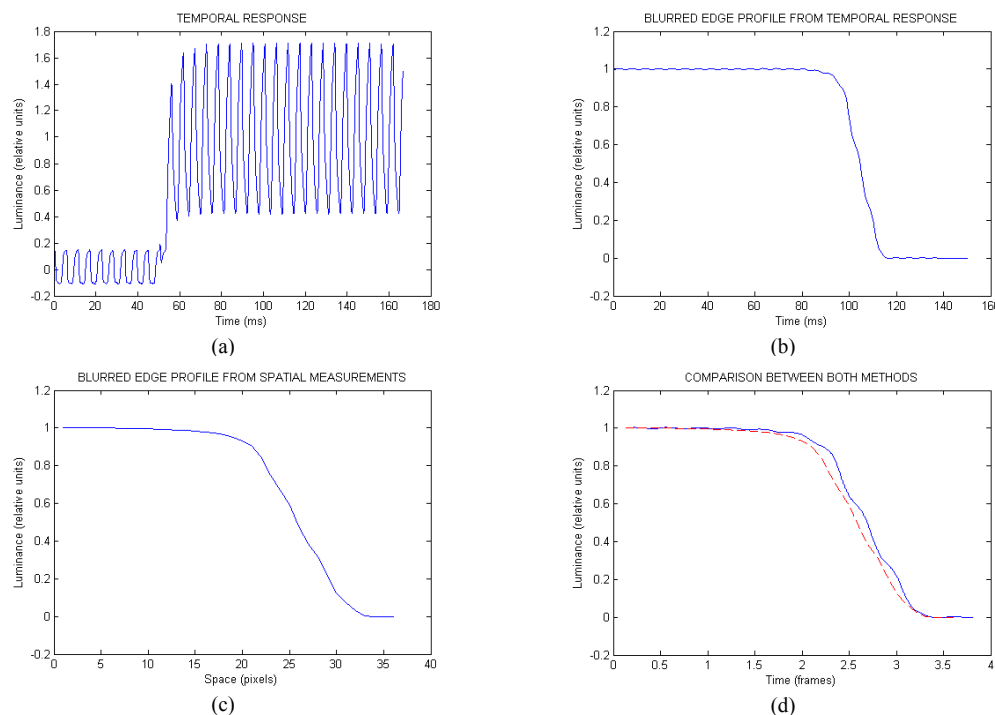 TEMPORAL RESPONSE
1.8
1.6
1.4
1.2
1
0.8
0.6
0.4
0.2
0
-0.2
Luminance (relative units)
0 20 40 60 80 100 120 140 160 180
Time (ms)
(a)
BLURRED EDGE PROFILE FROM TEMPORAL RESPONSE
1.2
1
0.8
0.6
0.4
0.2
0
-0.2
Luminance (relative units)
0 20 40 60 80 100 120 140 160
Time (ms)
(b)
BLURRED EDGE PROFILE FROM SPATIAL MEASUREMENTS
1.2
1
0.8
0.6
0.4
0.2
0
-0.2
Luminance (relative units)
0 5 10 15 20 25 30 35 40
Space (pixels)
(c)
COMPARISON BETWEEN BOTH METHODS
1.2
1
0.8
0.6
0.4
0.2
0
-0.2
Luminance (relative units)
0 0.5 1 1.5 2 2.5 3 3.5 4
Time (frames)
(d)